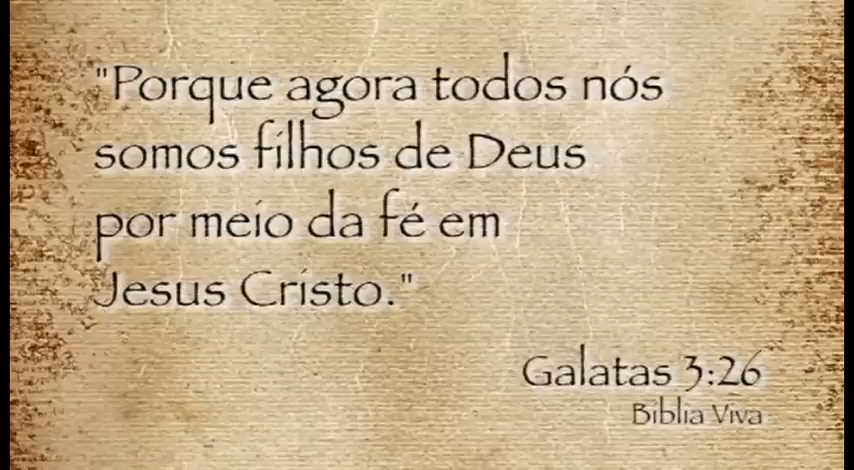 "Porque agora todos nós
somos filhos de Deus
por meio da fé em
Jesus Cristo."
Galatas 3:26
Biblia Viva